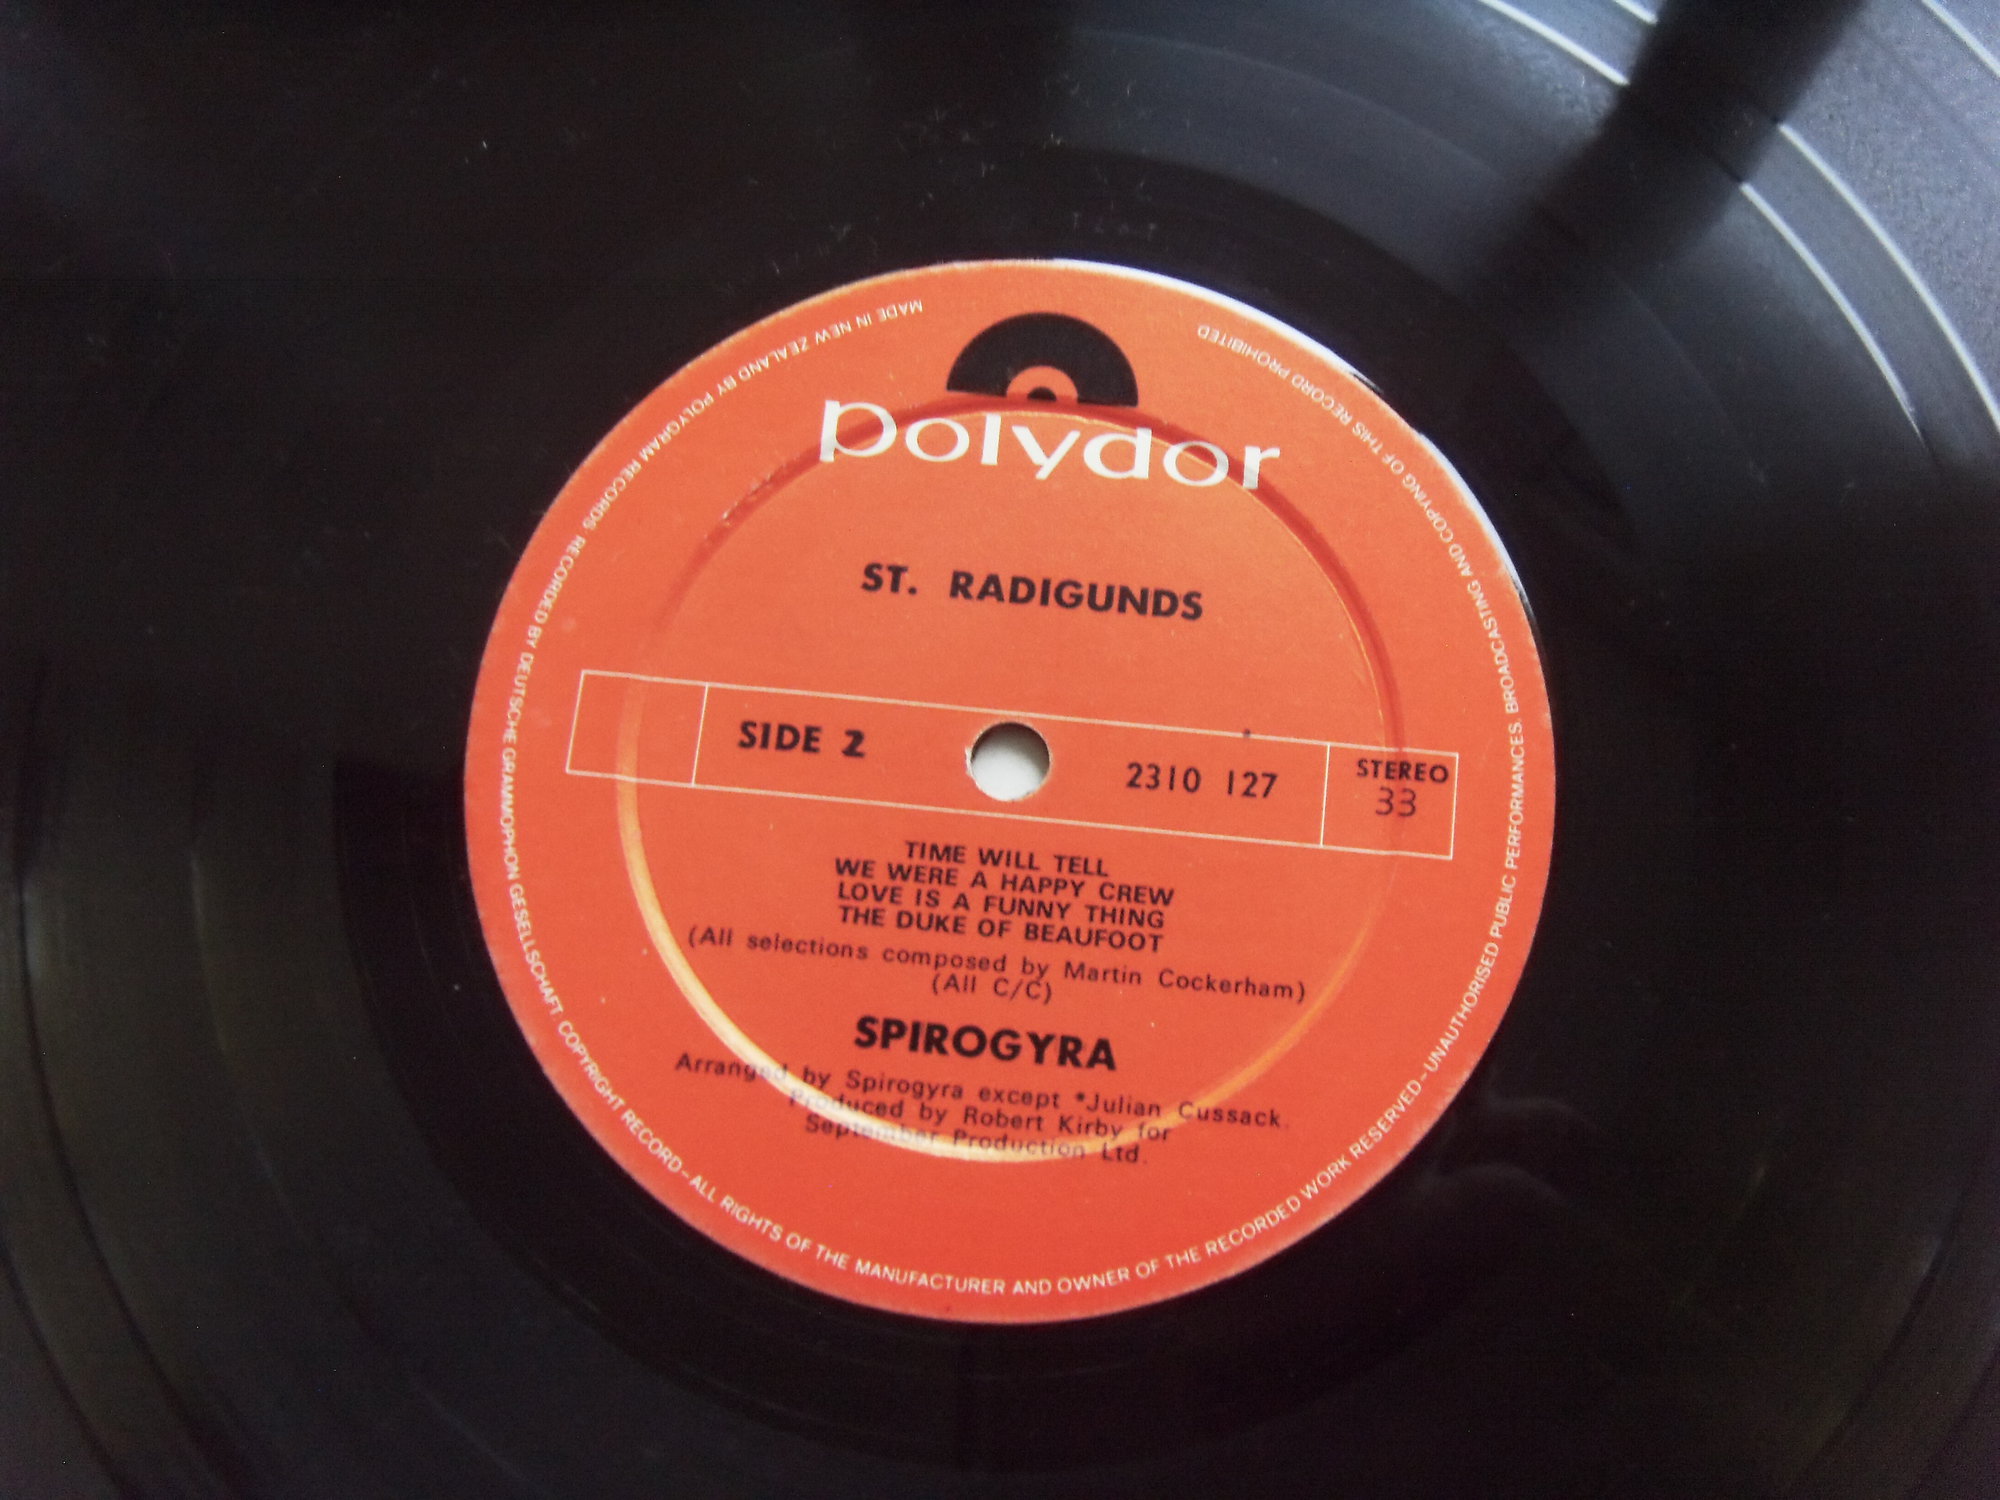 polydor
ST. RADIGUNDS
SIDE 2
2310 127
STEREO
33
TIME WILL TELL
WE WERE A HAPPY CREW
LOVE IS A FUNNY THING
THE DUKE OF BEAUFOOT
(All selections composed by Martin Cockerham)
(All C/C)
SPIROGYRA
Arranged by Spirogyra except *Julian Cussack.
Produced by Robert Kirby for
September Production Ltd.
MADE IN NEW ZEALAND BY POLYGRAM RECORDS RECORDED BY DEUTSCHE GRAMMOPHON GESELLSCHAFT. COPYRIGHT RECORD – ALL RIGHTS OF THE MANUFACTURER AND OWNER OF THE RECORDED WORK RESERVED – UNAUTHORISED PUBLIC PERFORMANCES. BROADCASTING AND COPYING OF THIS RECORD PROHIBITED